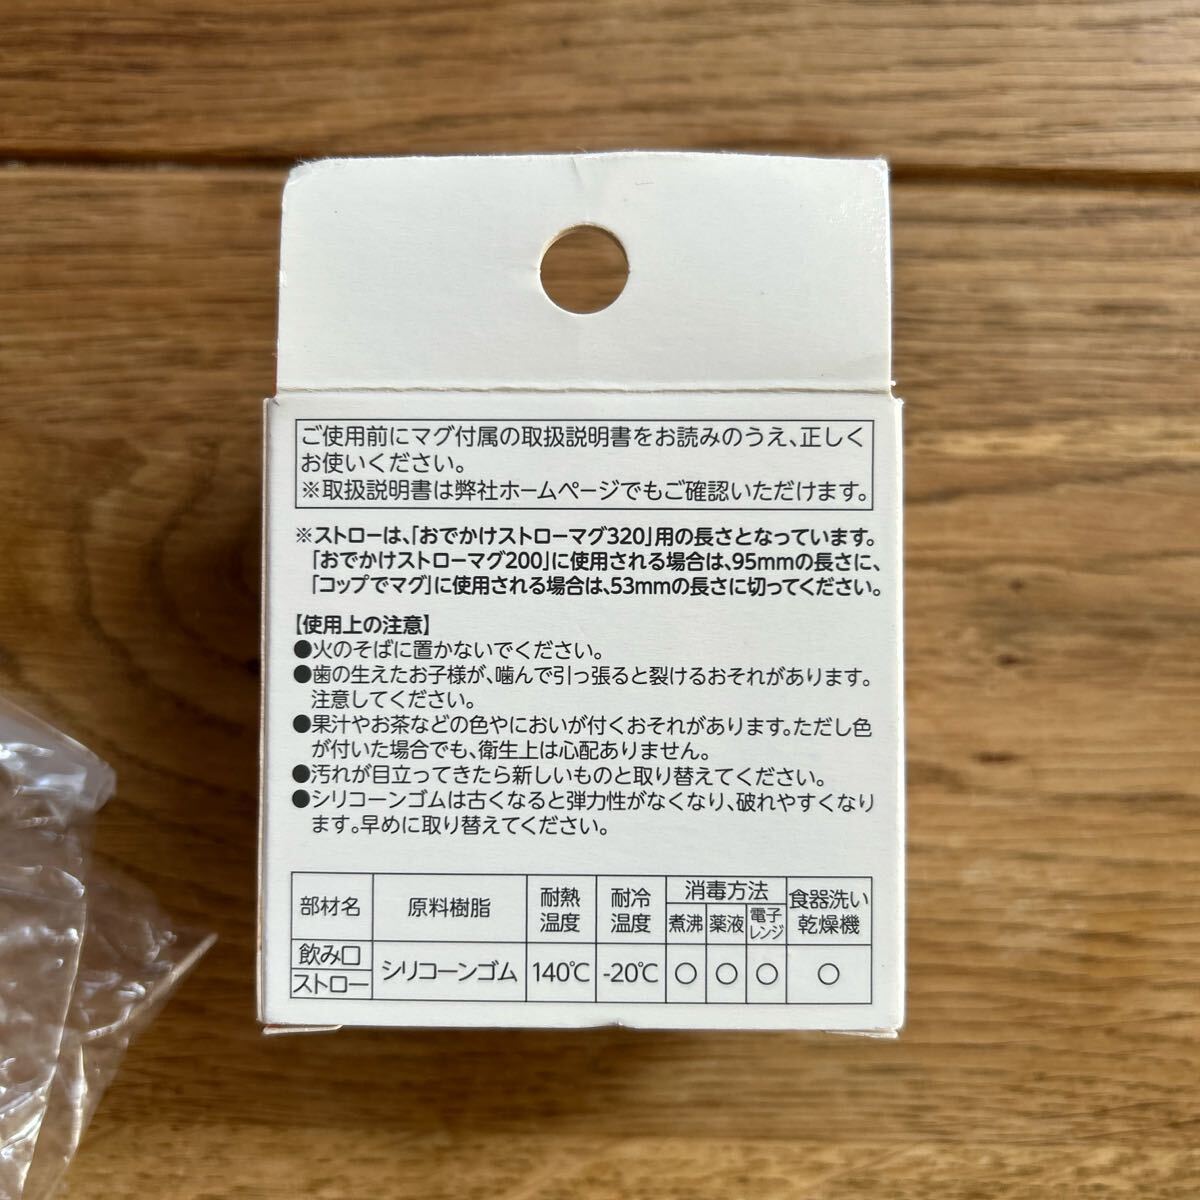 ご使用前にマグ付属の取扱説明書をお読みのうえ、正しく
お使いください。
※取扱説明書は弊社ホームページでもご確認いただけます。
※ストローは、「おでかけストローマグ320」用の長さとなっています。
「おでかけストローマグ200」に使用される場合は、95mmの長さに、
「コップでマグ」に使用される場合は、53mmの長さに切ってください。
【使用上の注意】
●火のそばに置かないでください。
●歯の生えたお子様が、噛んで引っ張ると裂けるおそれがあります。
注意してください。
●果汁やお茶などの色やにおいが付くおそれがあります。ただし色
が付いた場合でも、衛生上は心配ありません。
●汚れが目立ってきたら新しいものと取り替えてください。
●シリコーンゴムは古くなると弾力性がなくなり、破れやすくなり
ます。早めに取り替えてください。
部材名 原料樹脂 耐熱温度 耐冷温度 消毒方法 食器洗い乾燥機
煮沸 薬液 電子レンジ
飲み口 シリコーンゴム 140℃ -20℃ ○ ○ ○ ○
ストロー